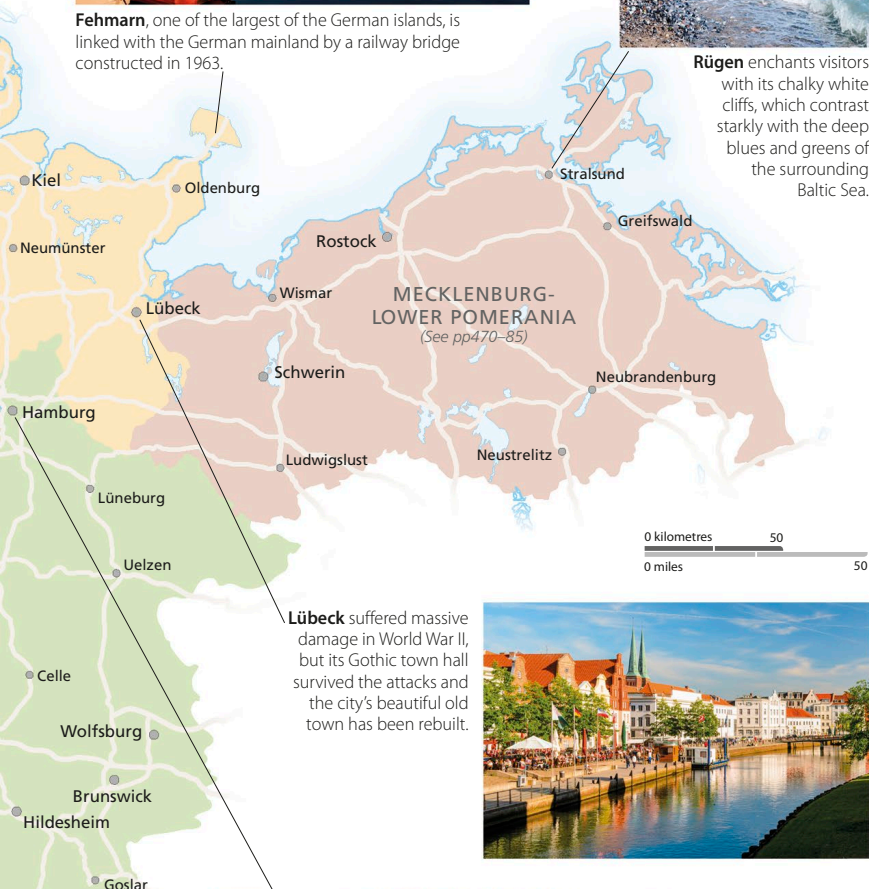 Fehmarn, one of the largest of the German islands, is
linked with the German mainland by a railway bridge
constructed in 1963.
Rügen enchants visitors
with its chalky white
cliffs, which contrast
starkly with the deep
blues and greens of
the surrounding
Baltic Sea.
Kiel
Oldenburg
Stralsund
Greifswald
Neumünster
Rostock
Wismar
Lübeck
MECKLENBURG-
LOWER POMERANIA
(See pp470–85)
Schwerin
Neubrandenburg
Hamburg
Ludwigslust
Neustrelitz
Lüneburg
0 kilometres 50
0 miles 50
Uelzen
Lübeck suffered massive
damage in World War II,
but its Gothic town hall
survived the attacks and
the city's beautiful old
town has been rebuilt.
Celle
Wolfsburg
Brunswick
Hildesheim
Goslar